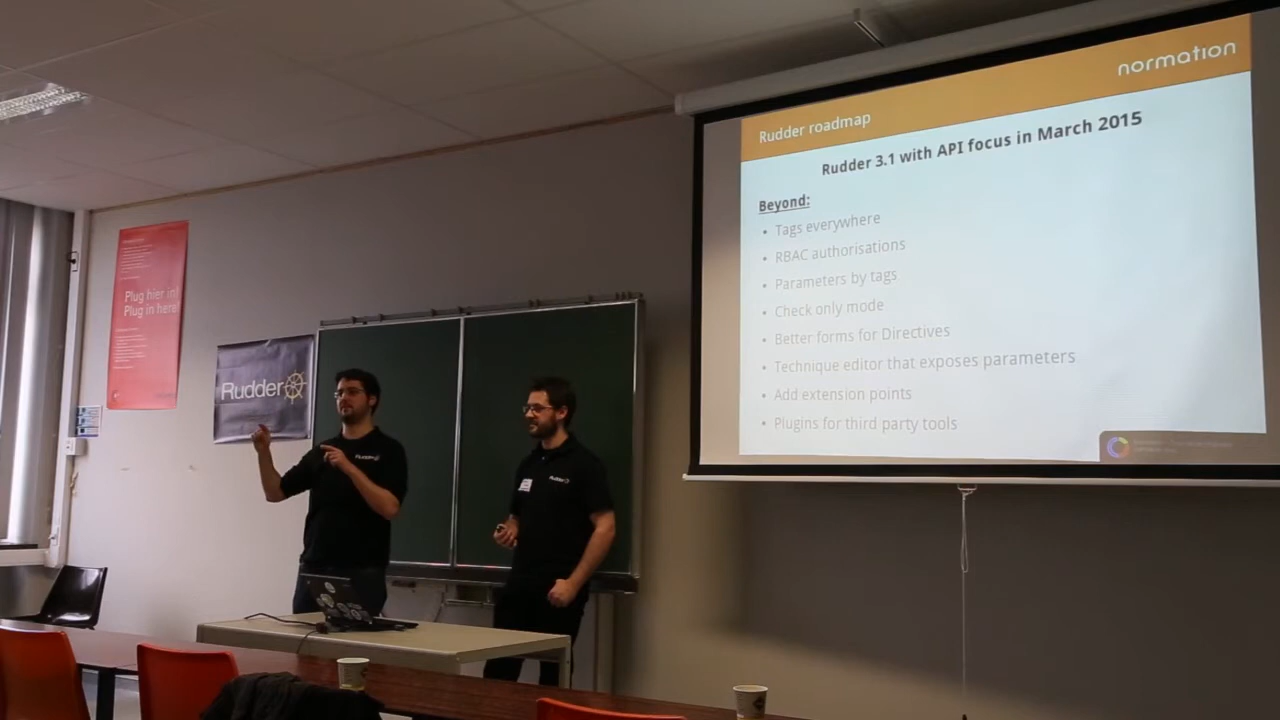 normation
Rudder roadmap
Rudder 3.1 with API focus in March 2015
Beyond:
• Tags everywhere
• RBAC authorisations
• Parameters by tags
• Check only mode
• Better forms for Directives
• Technique editor that exposes parameters
• Add extension points
• Plugins for third party tools
Plug hier in!
Plug in here!
Rudder
Rudder
Rudder